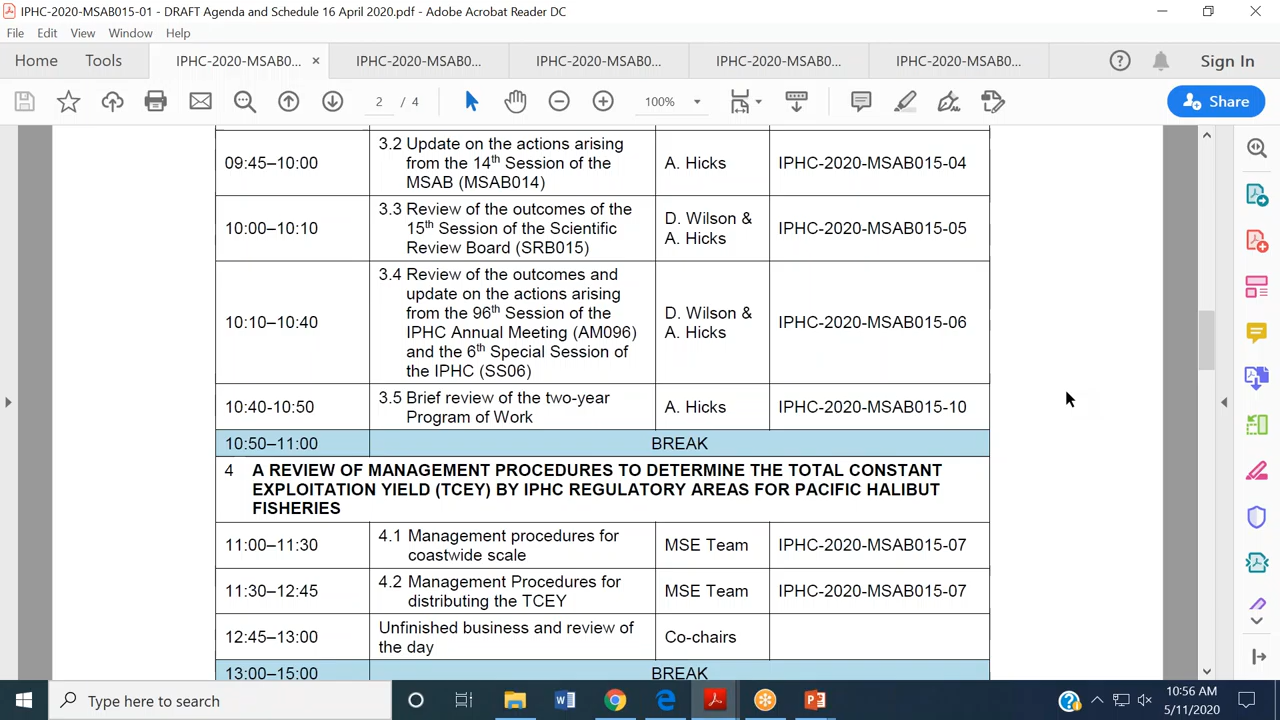 IPHC-2020-MSAB015-01 - DRAFT Agenda and Schedule 16 April 2020.pdf - Adobe Acrobat Reader DC
File Edit View Window Help
Home Tools IPHC-2020-MSAB0... × IPHC-2020-MSAB0... IPHC-2020-MSAB0... IPHC-2020-MSAB0... IPHC-2020-MSAB0... Sign In
2 / 4 100% Share
09:45–10:00
3.2 Update on the actions arising
from the 14th Session of the
MSAB (MSAB014)
A. Hicks
IPHC-2020-MSAB015-04
10:00–10:10
3.3 Review of the outcomes of the
15th Session of the Scientific
Review Board (SRB015)
D. Wilson &
A. Hicks
IPHC-2020-MSAB015-05
10:10–10:40
3.4 Review of the outcomes and
update on the actions arising
from the 96th Session of the
IPHC Annual Meeting (AM096)
and the 6th Special Session of
the IPHC (SS06)
D. Wilson &
A. Hicks
IPHC-2020-MSAB015-06
10:40-10:50
3.5 Brief review of the two-year
Program of Work
A. Hicks
IPHC-2020-MSAB015-10
10:50–11:00 BREAK
4 A REVIEW OF MANAGEMENT PROCEDURES TO DETERMINE THE TOTAL CONSTANT
EXPLOITATION YIELD (TCEY) BY IPHC REGULATORY AREAS FOR PACIFIC HALIBUT
FISHERIES
11:00–11:30
4.1 Management procedures for
coastwide scale
MSE Team
IPHC-2020-MSAB015-07
11:30–12:45
4.2 Management Procedures for
distributing the TCEY
MSE Team
IPHC-2020-MSAB015-07
12:45–13:00
Unfinished business and review of
the day
Co-chairs
13:00–15:00 BREAK
Type here to search
10:56 AM
5/11/2020